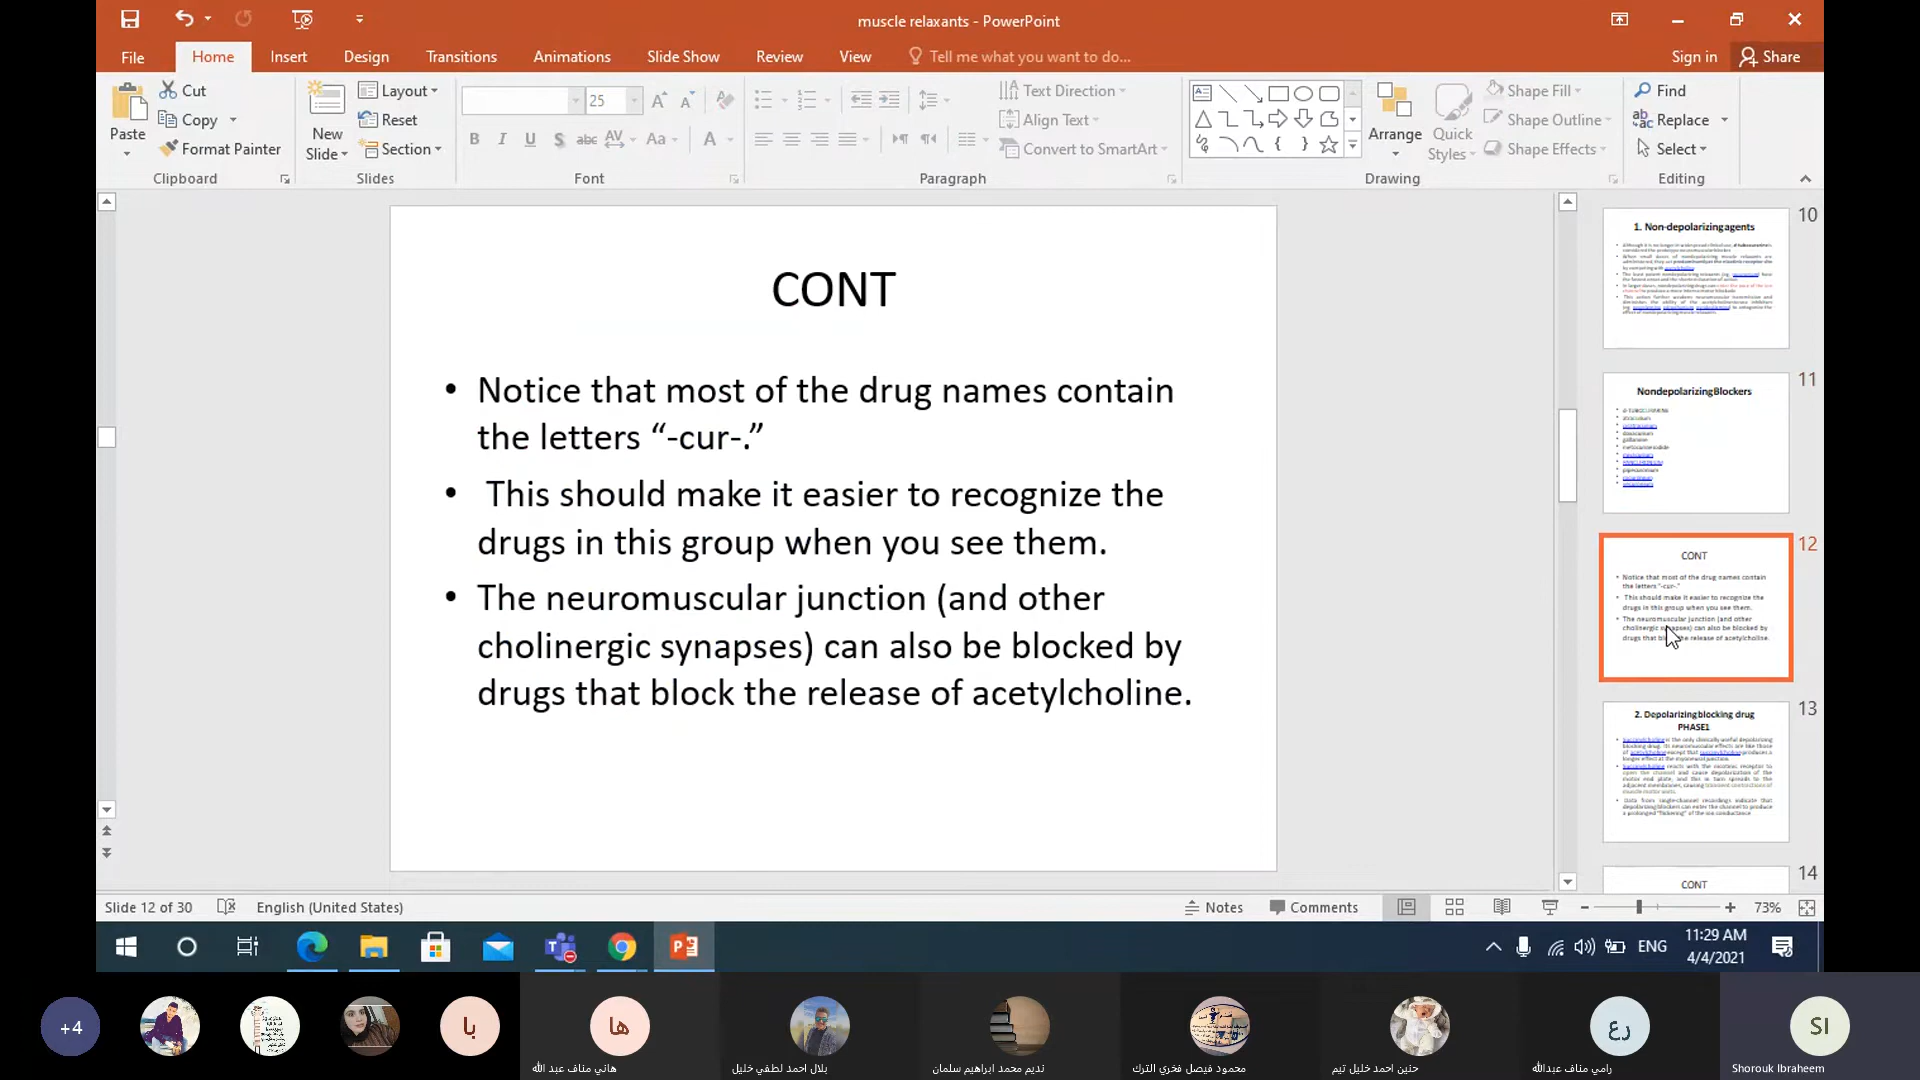 muscle relaxants - PowerPoint
File
Home
Insert
Design
Transitions
Animations
Slide Show
Review
View
Tell me what you want to do...
Sign in
Share
Paste
Cut
Copy
Format Painter
Clipboard
New
Slide
Layout
Reset
Section
Slides
25
Font
Text Direction
Align Text
Convert to SmartArt
Paragraph
Arrange
Quick
Styles
Shape Fill
Shape Outline
Shape Effects
Drawing
Find
Replace
Select
Editing
CONT
• Notice that most of the drug names contain
the letters “-cur-.”
• This should make it easier to recognize the
drugs in this group when you see them.
• The neuromuscular junction (and other
cholinergic synapses) can also be blocked by
drugs that block the release of acetylcholine.
10
1. Non-depolarizing agents
11
Nondepolarizing Blockers
12
CONT
Notice that most of the drug names contain
the letters "-cur-."
This should make it easier to recognize the
drugs in this group when you see them.
The neuromuscular junction (and other
cholinergic synapses) can also be blocked by
drugs that block the release of acetylcholine.
13
2. Depolarizing blocking drug
PHASE1
14
CONT
Slide 12 of 30
English (United States)
Notes
Comments
73%
ENG
11:29 AM
4/4/2021
+4
با
ها
هاني مناف عبد الله
بلال احمد لطفي خليل
نديم محمد ابراهيم سلمان
محمود فيصل فخري الترك
حنين احمد خليل تيم
رع
رامي مناف عبدالله
SI
Shorouk Ibraheem